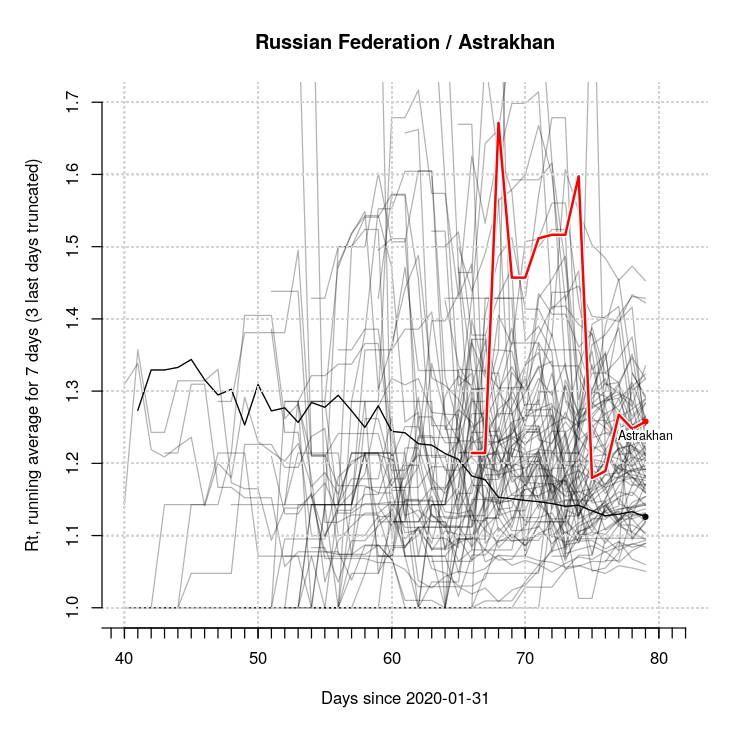 Russian Federation / Astrakhan
Rt, running average for 7 days (3 last days truncated)
1.7
1.6
1.5
1.4
1.3
1.2
1.1
1.0
Astrakhan
40 50 60 70 80
Days since 2020-01-31